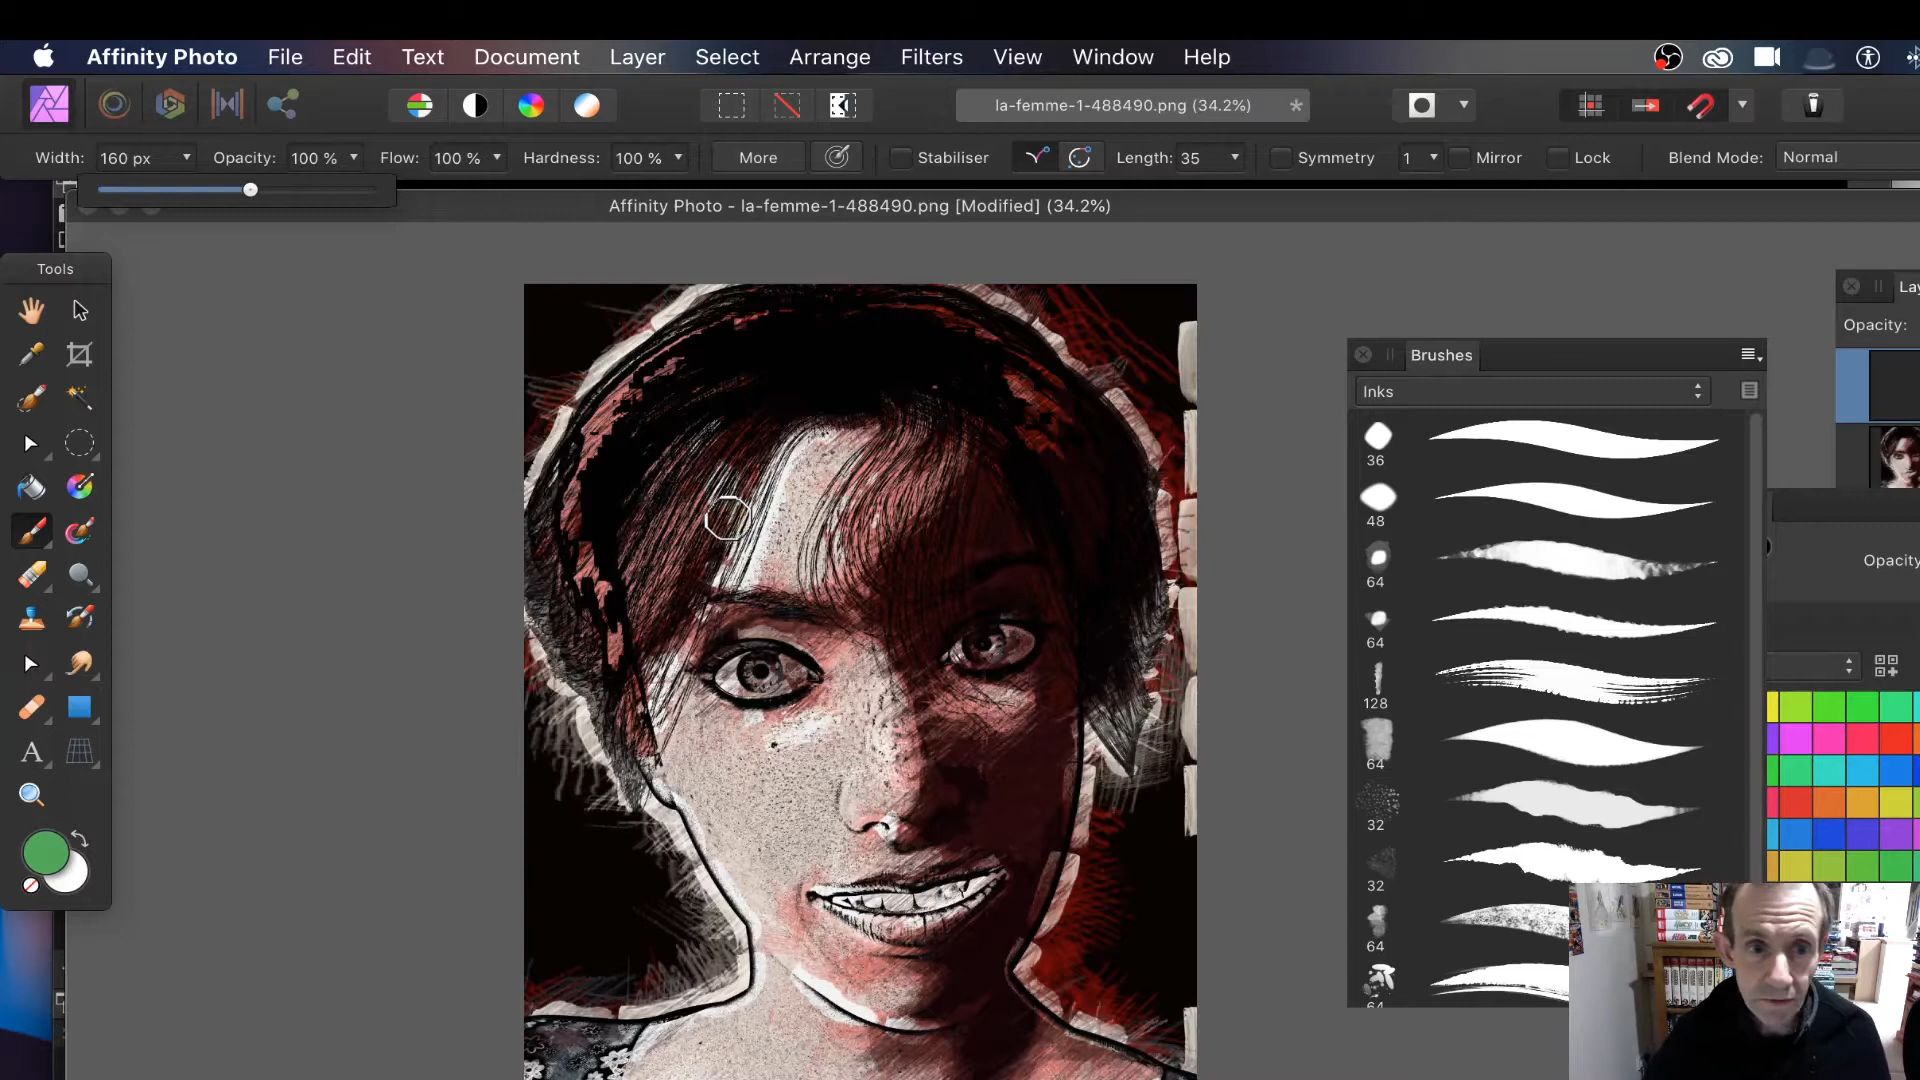 Affinity Photo File Edit Text Document Layer Select Arrange Filters View Window Help
la-femme-1-488490.png (34.2%) *
Width: 160 px Opacity: 100 % Flow: 100 % Hardness: 100 % More Stabiliser Length: 35 Symmetry 1 Mirror Lock Blend Mode: Normal
Affinity Photo - la-femme-1-488490.png [Modified] (34.2%)
Tools
A
Lay
Opacity:
Brushes
Inks
36
48
64
64
128
64
32
32
64
64
Opacity